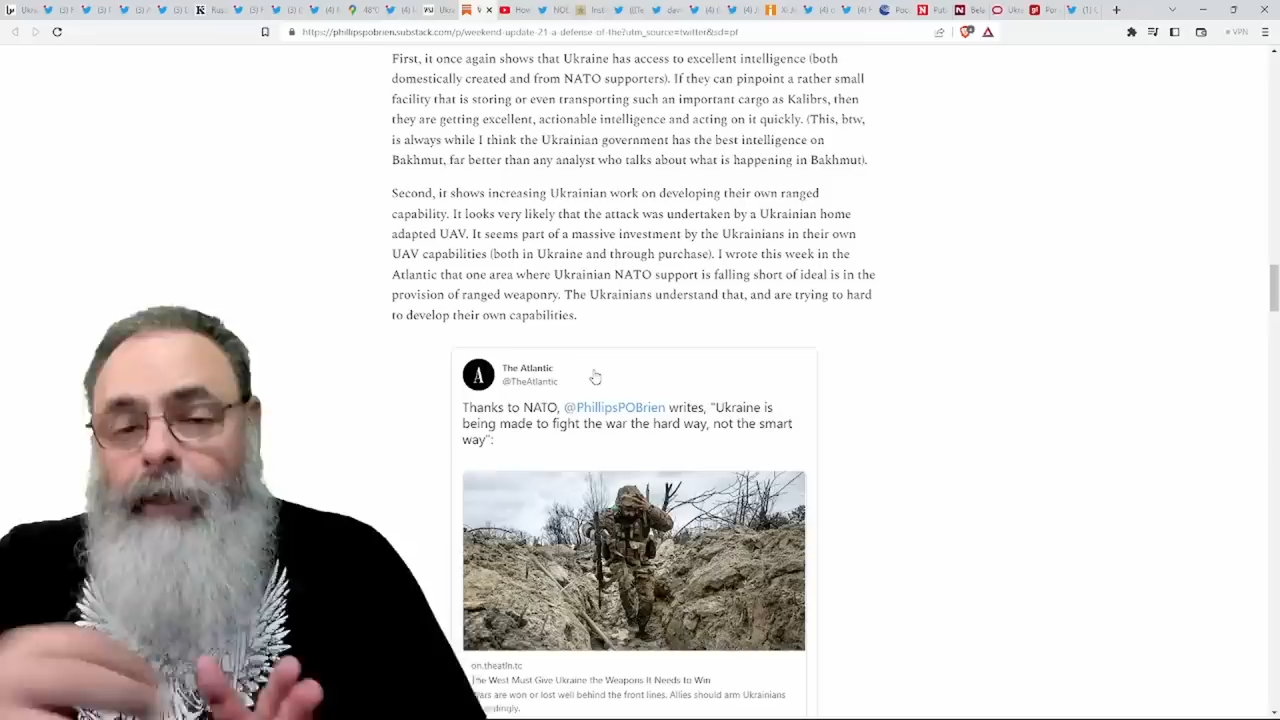 https://phillipspobrien.substack.com/p/weekend-update-21-a-defense-of-the?utm_source=twitter&sd=pf
VPN
First, it once again shows that Ukraine has access to excellent intelligence (both
domestically created and from NATO supporters). If they can pinpoint a rather small
facility that is storing or even transporting such an important cargo as Kalibrs, then
they are getting excellent, actionable intelligence and acting on it quickly. (This, btw,
is always while I think the Ukrainian government has the best intelligence on
Bakhmut, far better than any analyst who talks about what is happening in Bakhmut).
Second, it shows increasing Ukrainian work on developing their own ranged
capability. It looks very likely that the attack was undertaken by a Ukrainian home
adapted UAV. It seems part of a massive investment by the Ukrainians in their own
UAV capabilities (both in Ukraine and through purchase). I wrote this week in the
Atlantic that one area where Ukrainian NATO support is falling short of ideal is in the
provision of ranged weaponry. The Ukrainians understand that, and are trying to hard
to develop their own capabilities.
A
The Atlantic
@TheAtlantic
Thanks to NATO, @PhillipsPOBrien writes, "Ukraine is
being made to fight the war the hard way, not the smart
way":
on.theatln.tc
he West Must Give Ukraine the Weapons It Needs to Win
ars are won or lost well behind the front lines. Allies should arm Ukrainians